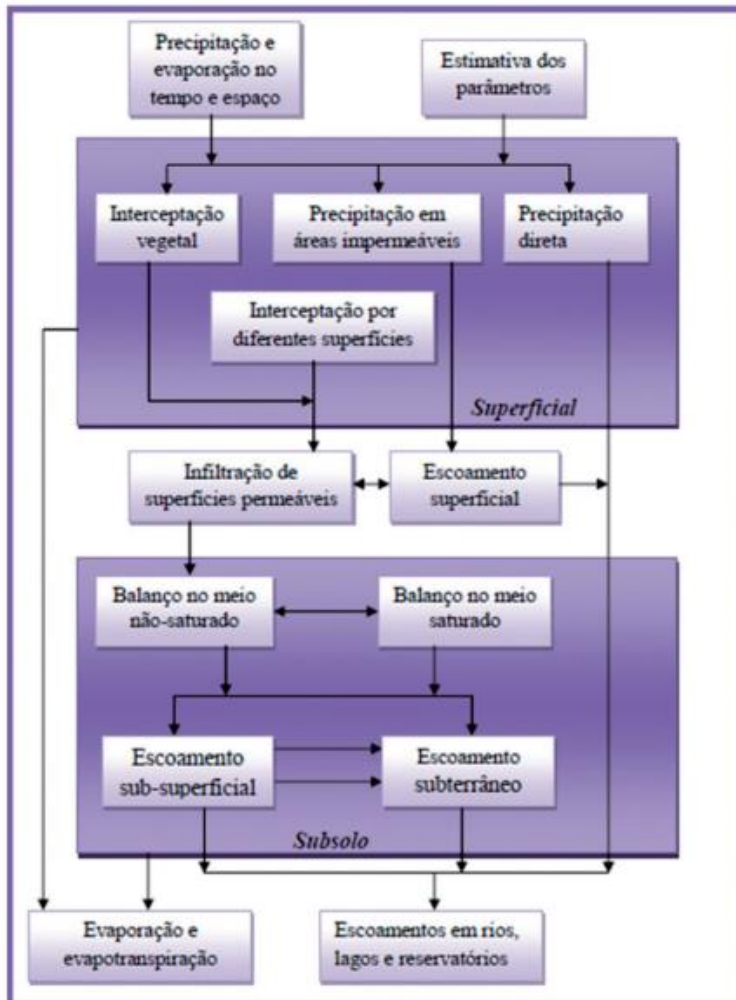 Precipitação e
evaporação no
tempo e espaço
Estimativa dos
parâmetros
Interceptação
vegetal
Precipitação em
áreas impermeáveis
Precipitação
direta
Interceptação por
diferentes superfícies
Superficial
Infiltração de
superfícies permeáveis
Escoamento
superficial
Balanço no meio
não-saturado
Balanço no meio
saturado
Escoamento
sub-superficial
Escoamento
subterrâneo
Subsolo
Evaporação e
evapotranspiração
Escoamentos em rios,
lagos e reservatórios